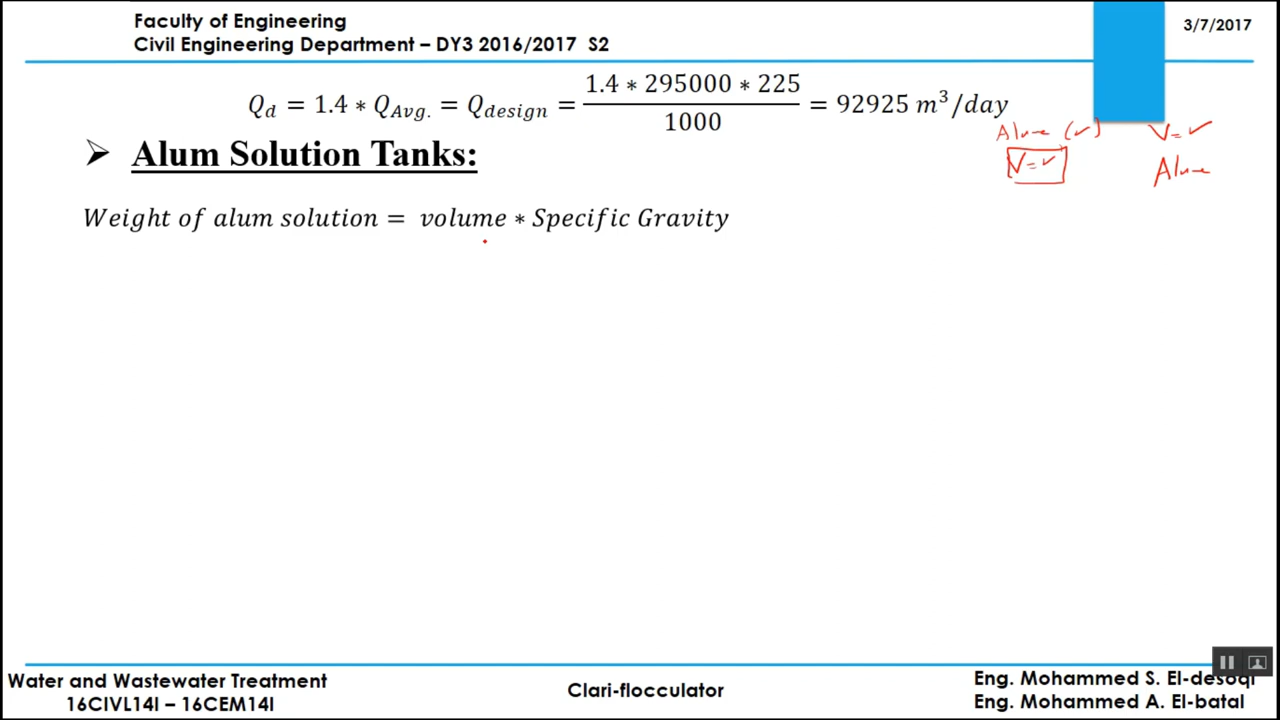 Faculty of Engineering
Civil Engineering Department – DY3 2016/2017 S2
3/7/2017
Q_d = 1.4 * Q_Avg. = Q_design = (1.4 * 295000 * 225) / 1000 = 92925 m³/day
Alum (✓) V= ✓
V= ✓ Alum
➢ Alum Solution Tanks:
Weight of alum solution = volume * Specific Gravity
Water and Wastewater Treatment
16CIVL14I – 16CEM14I
Clari-flocculator
Eng. Mohammed S. El-desoqi
Eng. Mohammed A. El-batal